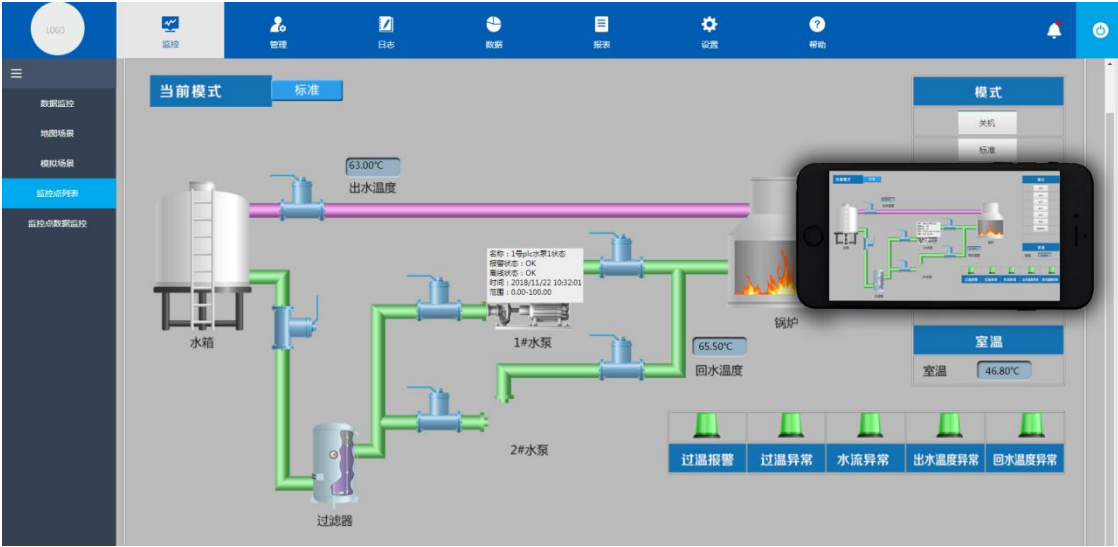 LOGO
监控
管理
日志
数据
报表
设置
帮助
数据监控
地图场景
模拟场景
监控点列表
监控点数据监控
当前模式
标准
模式
关机
标准
63.00℃
出水温度
名称：1号plc水泵1状态
报警状态：OK
离线状态：OK
时间：2018/11/22 10:32:01
范围：0.00-100.00
水箱
1#水泵
锅炉
65.50℃
回水温度
室温
室温
46.80℃
2#水泵
过温报警
过温异常
水流异常
出水温度异常
回水温度异常
过滤器